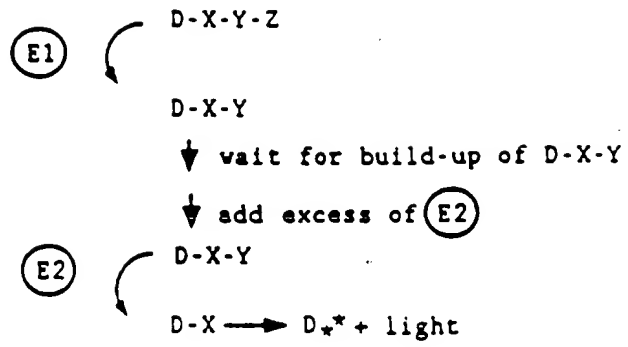 D-X-Y-Z
E1
D-X-Y
wait for build-up of D-X-Y
add excess of E2
D-X-Y
E2
D-X → D** + light